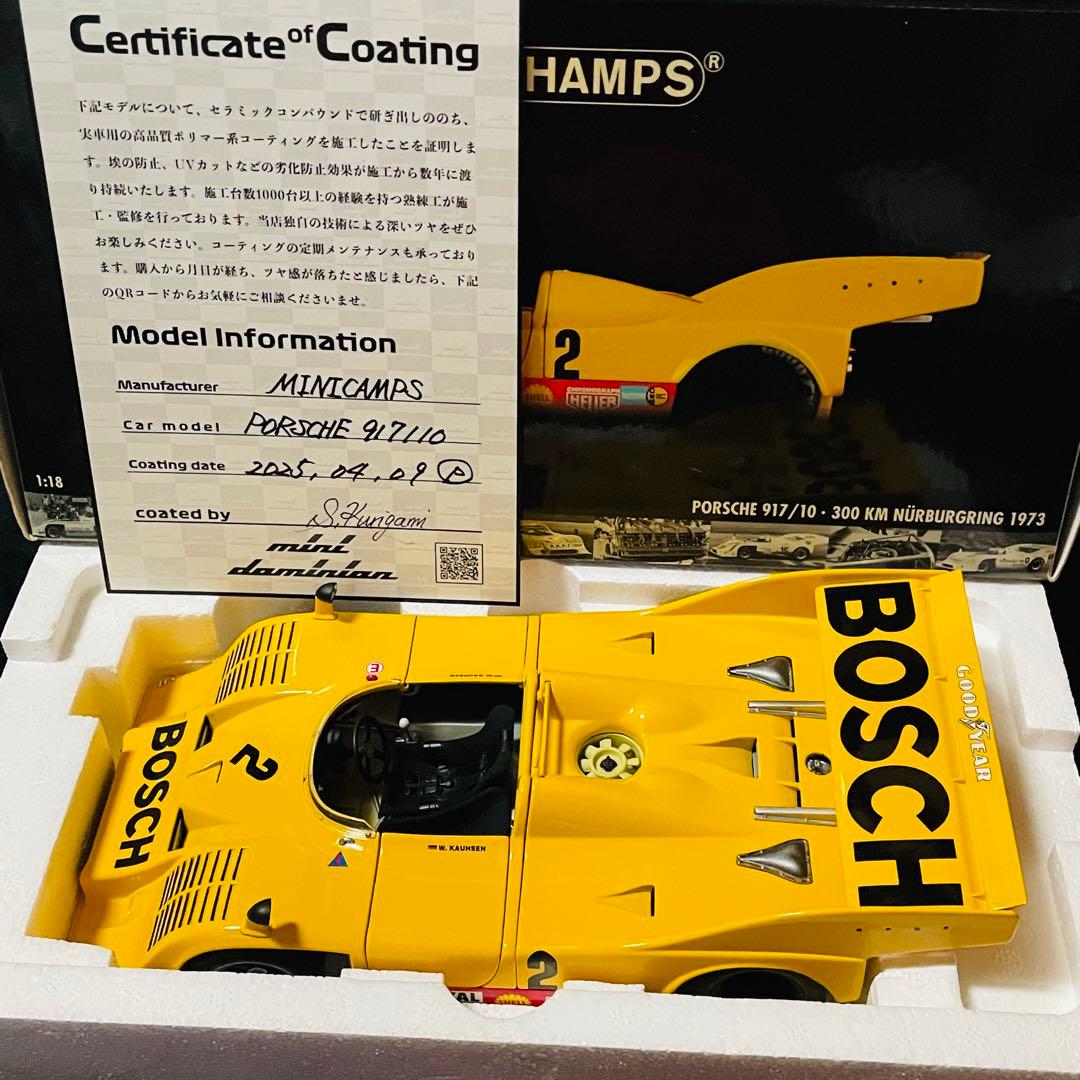 Certificate of Coating
下記モデルについて、セラミックコンパウンドで研ぎ出しののち、
実車用の高品質ポリマー系コーティングを施工したことを証明しま
す。埃の防止、UVカットなどの劣化防止効果が施工から数年に渡
り持続いたします。施工台数1000台以上の経験を持つ熟練工が施
工・監修を行っております。当店独自の技術による深いツヤをぜひ
お楽しみください。コーティングの定期メンテナンスも承っており
ます。購入から月日が経ち、ツヤ感が落ちたと感じましたら、下記
のQRコードからお気軽にご相談くださいませ。
Model Information
Manufacturer MINICAMPS
Car model PORSCHE 917/10
Coating date 2025.04.09 P
coated by S.Kurigami
mini
dominion
HAMPS®
2
SHELL
CHRONOGRAPH
HEUER
1:18
PORSCHE 917/10 · 300 KM NÜRBURGRING 1973
BOSCH
2
W. KAUHSEN
BOSCH
GOODYEAR
2
SHELL